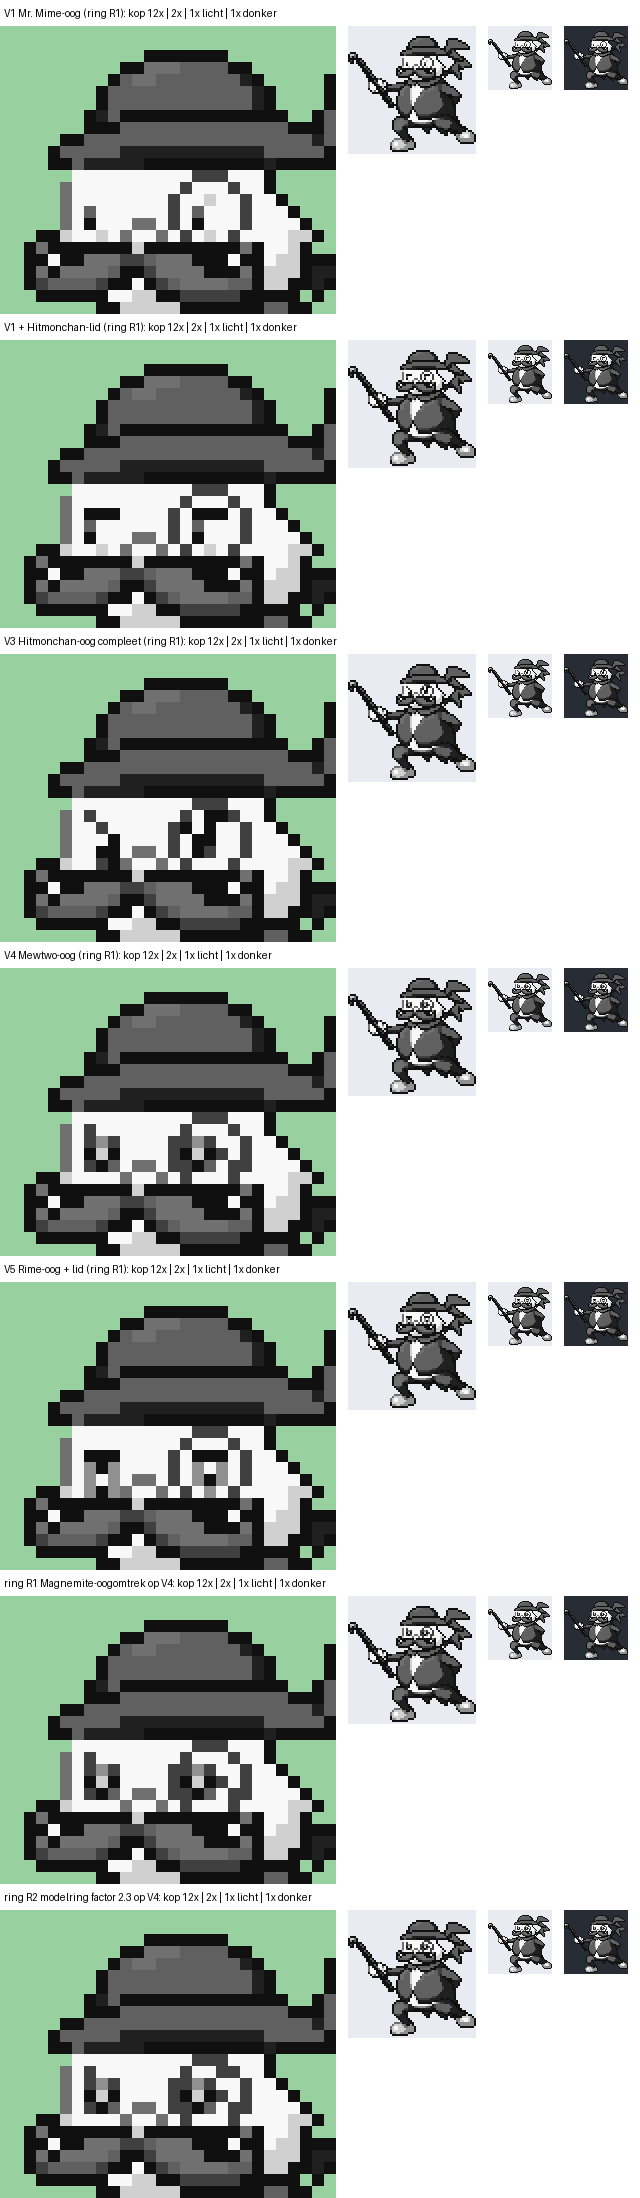 V1 Mr. Mime-oog (ring R1): kop 12x | 2x | 1x licht | 1x donker
V1 + Hitmonchan-lid (ring R1): kop 12x | 2x | 1x licht | 1x donker
V3 Hitmonchan-oog compleet (ring R1): kop 12x | 2x | 1x licht | 1x donker
V4 Mewtwo-oog (ring R1): kop 12x | 2x | 1x licht | 1x donker
V5 Rime-oog + lid (ring R1): kop 12x | 2x | 1x licht | 1x donker
ring R1 Magnemite-oogomtrek op V4: kop 12x | 2x | 1x licht | 1x donker
ring R2 modelring factor 2.3 op V4: kop 12x | 2x | 1x licht | 1x donker